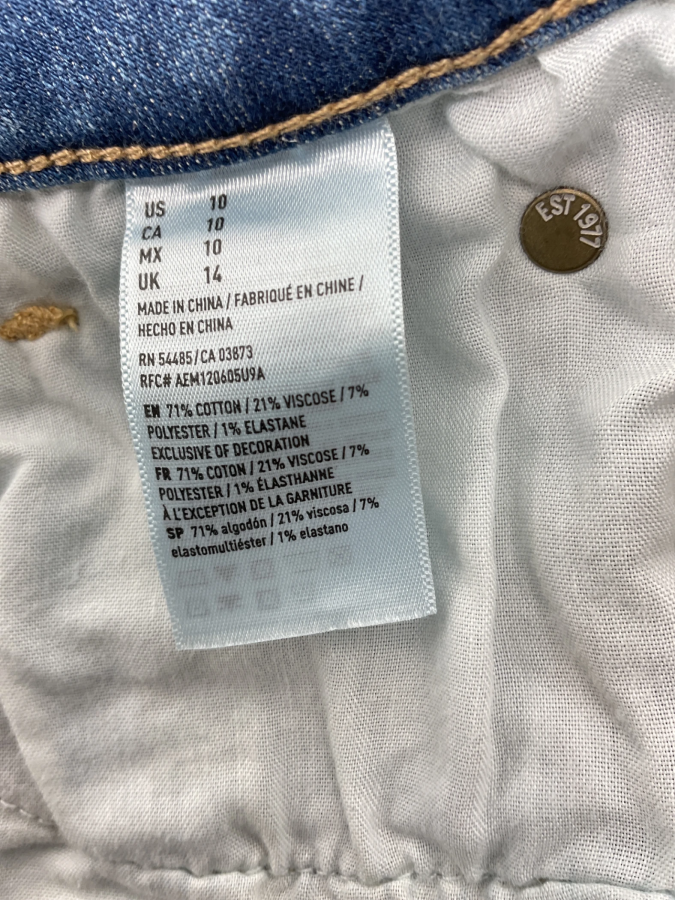 US 10
CA 10
MX 10
UK 14
MADE IN CHINA / FABRIQUÉ EN CHINE /
HECHO EN CHINA
RN 54485/CA 03873
RFC# AEM120605U9A
EN 71% COTTON / 21% VISCOSE / 7%
POLYESTER / 1% ELASTANE
EXCLUSIVE OF DECORATION
FR 71% COTON / 21% VISCOSE / 7%
POLYESTER / 1% ÉLASTHANNE
À L'EXCEPTION DE LA GARNITURE
SP 71% algodón / 21% viscosa / 7%
elastomultiéster / 1% elastano
EST 1977